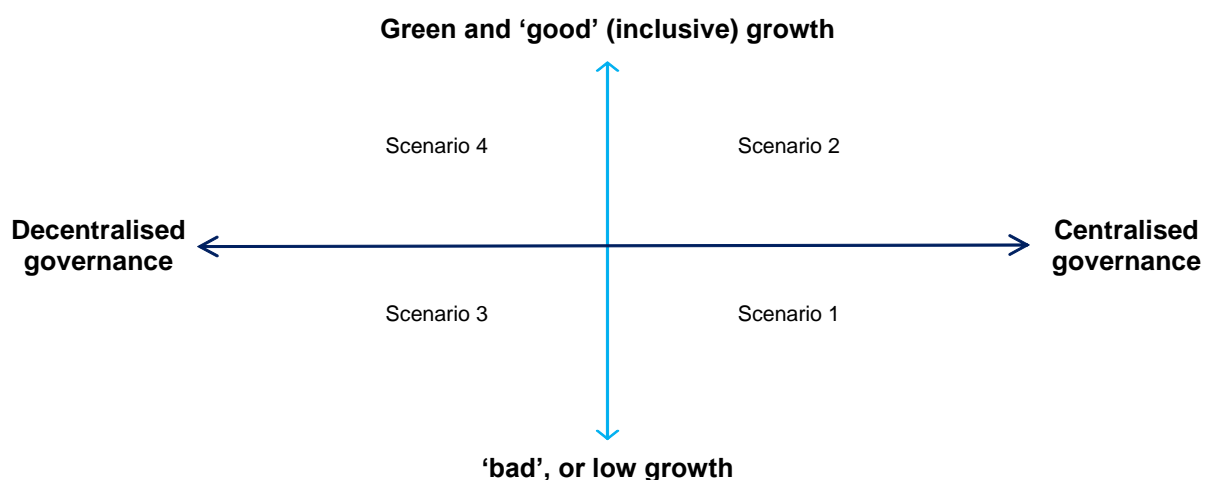 Green and ‘good’ (inclusive) growth
Scenario 4
Scenario 2
Decentralised
governance
Centralised
governance
Scenario 3
Scenario 1
‘bad’, or low growth